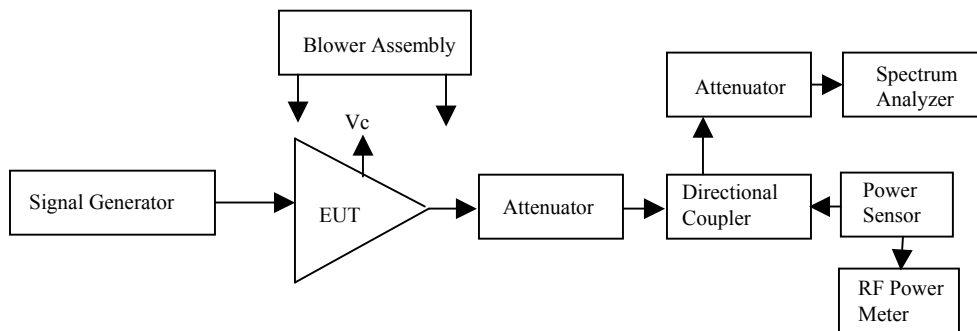 Blower Assembly
Attenuator
Spectrum
Analyzer
Vc
Signal Generator
EUT
Attenuator
Directional
Coupler
Power
Sensor
RF Power
Meter